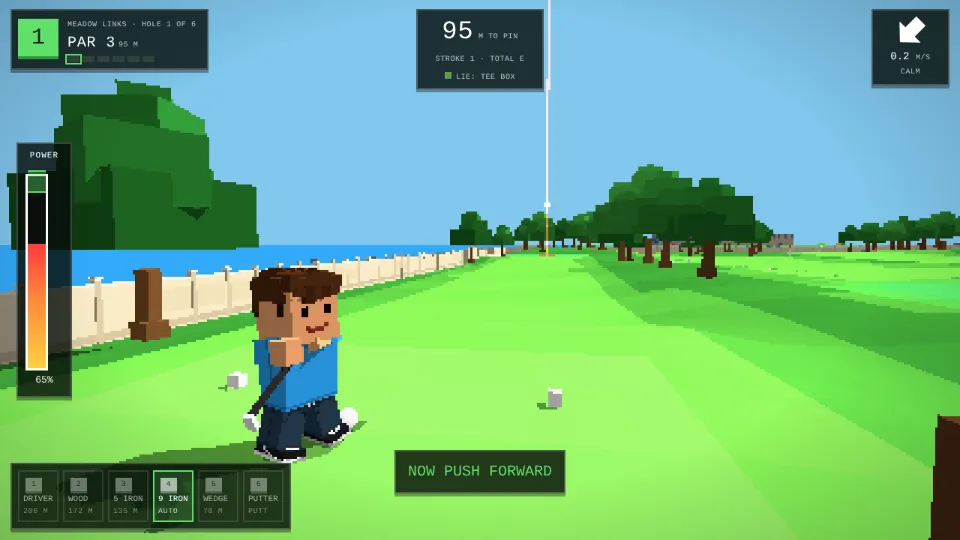 1
MEADOW LINKS · HOLE 1 OF 6
PAR 3 95 M
95 M TO PIN
STROKE 1 · TOTAL E
LIE: TEE BOX
0.2 M/S
CALM
POWER
65%
NOW PUSH FORWARD
1 2 3 4 5 6
DRIVER WOOD 5 IRON 9 IRON WEDGE PUTTER
206 M 172 M 135 M AUTO 78 M PUTT